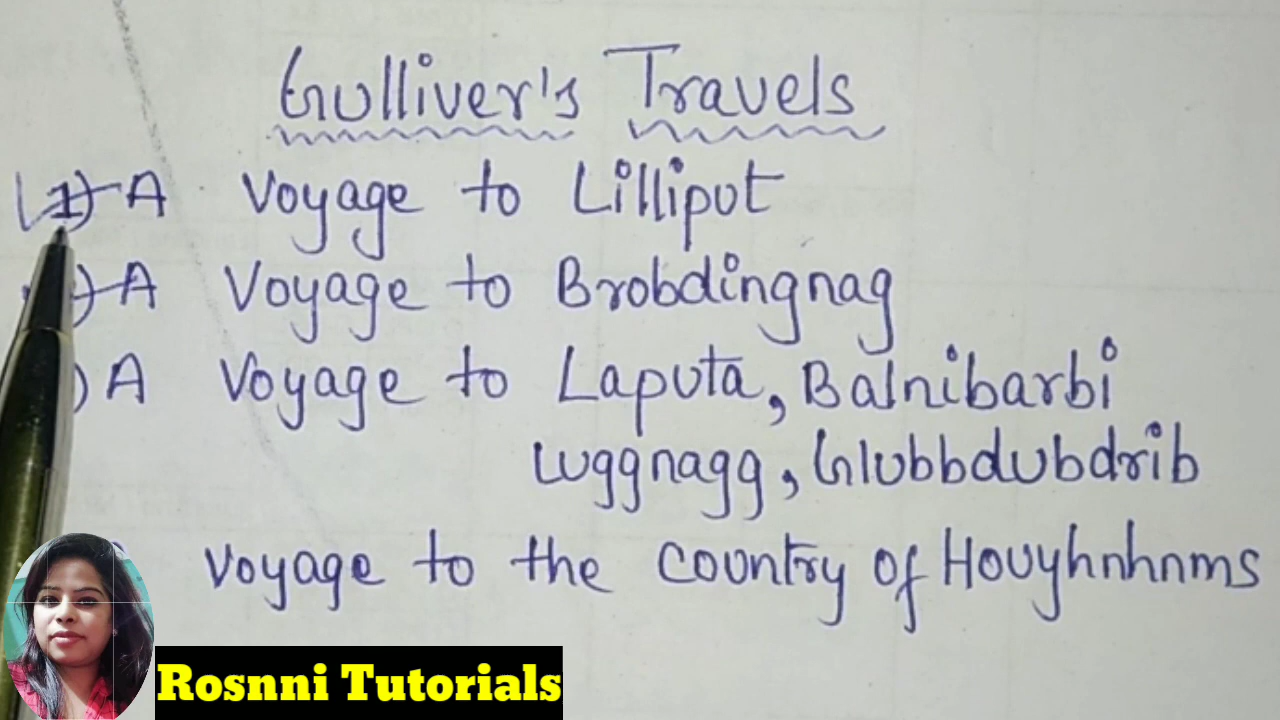 Gulliver's Travels
(1) A Voyage to Lilliput
) A Voyage to Brobdingnag
) A Voyage to Laputa, Balnibarbi
Luggnagg, Glubbdubdrib
Voyage to the country of Houyhnhnms
Rosnni Tutorials